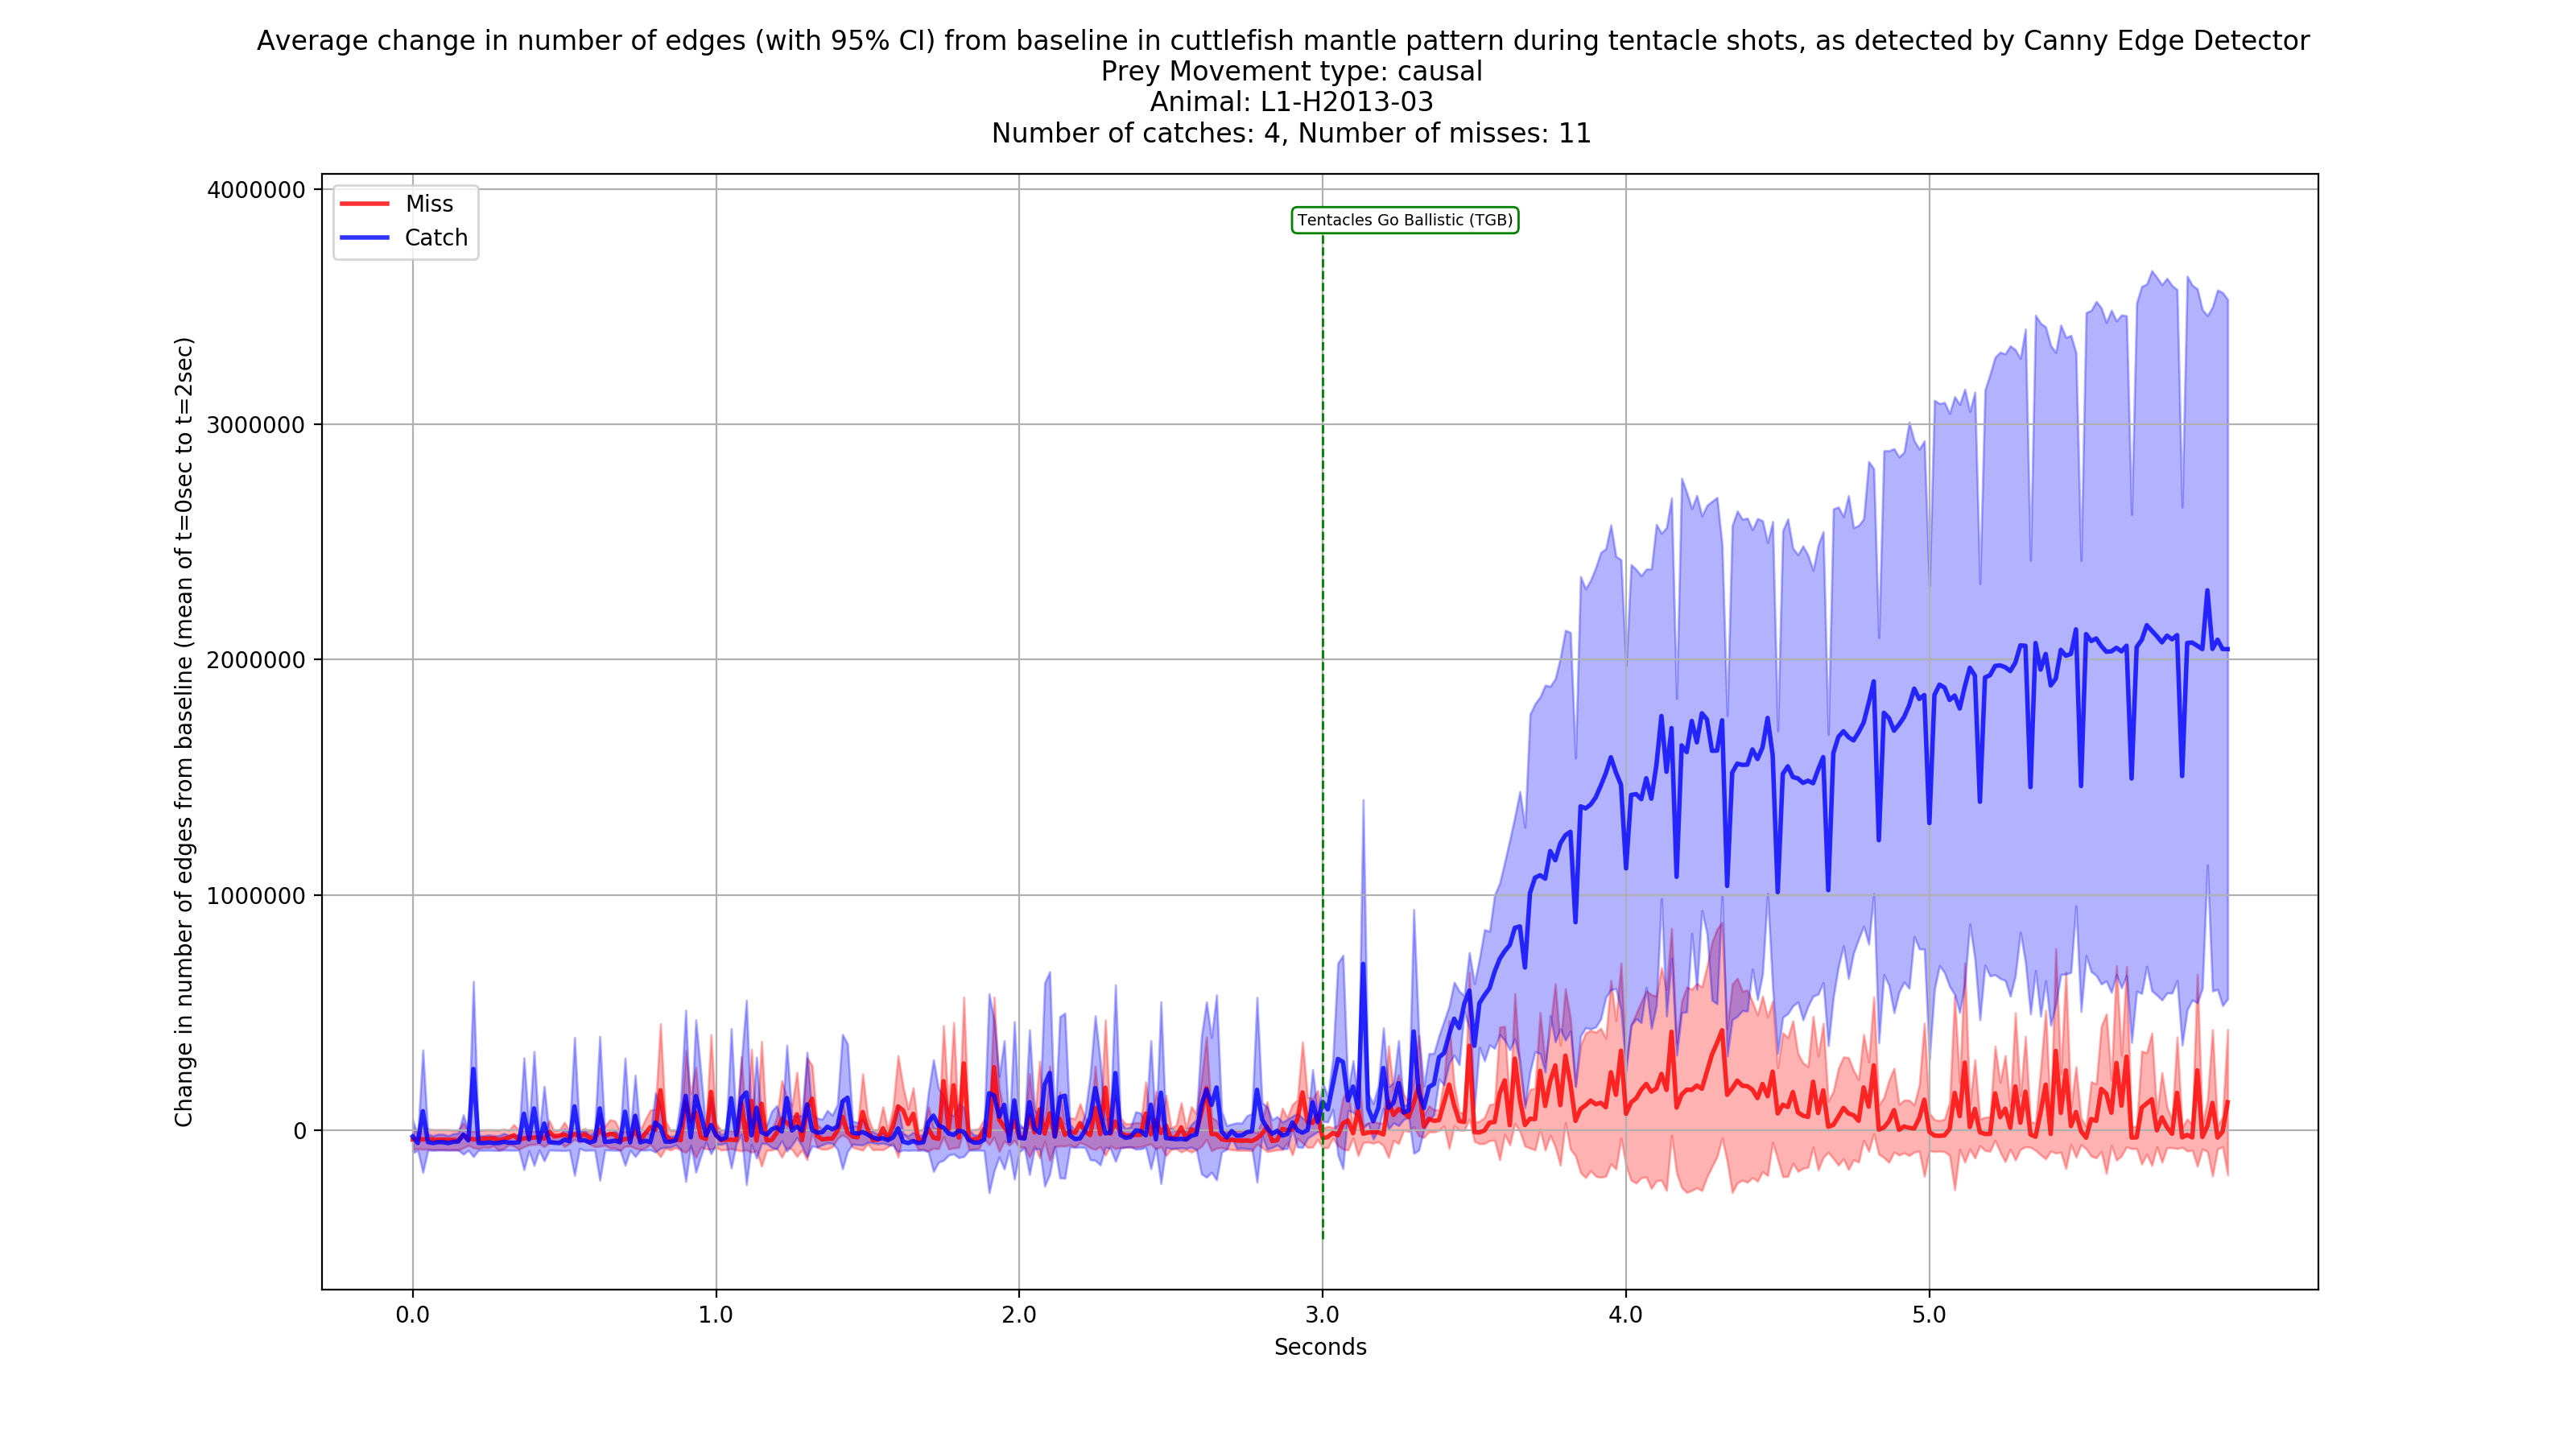 Average change in number of edges (with 95% CI) from baseline in cuttlefish mantle pattern during tentacle shots, as detected by Canny Edge Detector
Prey Movement type: causal
Animal: L1-H2013-03
Number of catches: 4, Number of misses: 11
4000000
3000000
2000000
1000000
0
Change in number of edges from baseline (mean of t=0sec to t=2sec)
Miss
Catch
Tentacles Go Ballistic (TGB)
0.0 1.0 2.0 3.0 4.0 5.0
Seconds